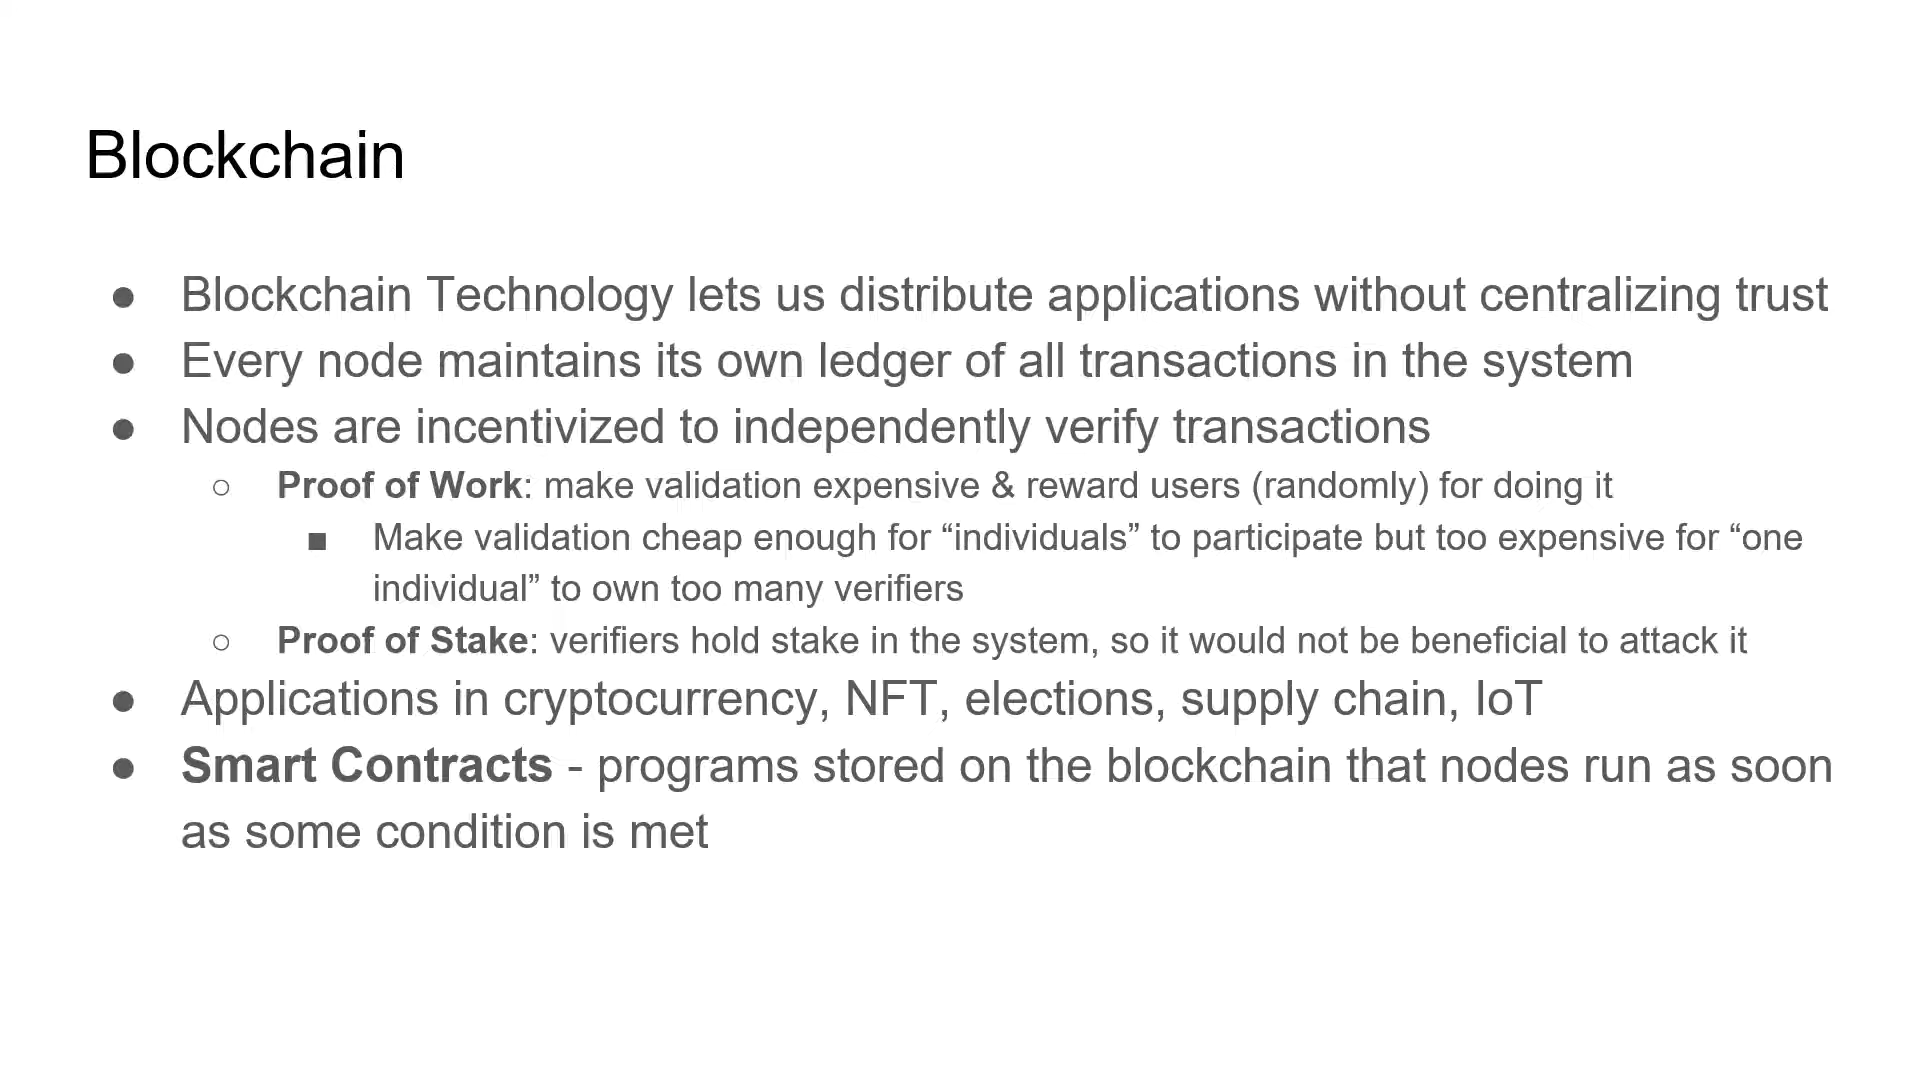 Blockchain
● Blockchain Technology lets us distribute applications without centralizing trust
● Every node maintains its own ledger of all transactions in the system
● Nodes are incentivized to independently verify transactions
○ Proof of Work: make validation expensive & reward users (randomly) for doing it
■ Make validation cheap enough for “individuals” to participate but too expensive for “one
individual” to own too many verifiers
○ Proof of Stake: verifiers hold stake in the system, so it would not be beneficial to attack it
● Applications in cryptocurrency, NFT, elections, supply chain, IoT
● Smart Contracts - programs stored on the blockchain that nodes run as soon
as some condition is met